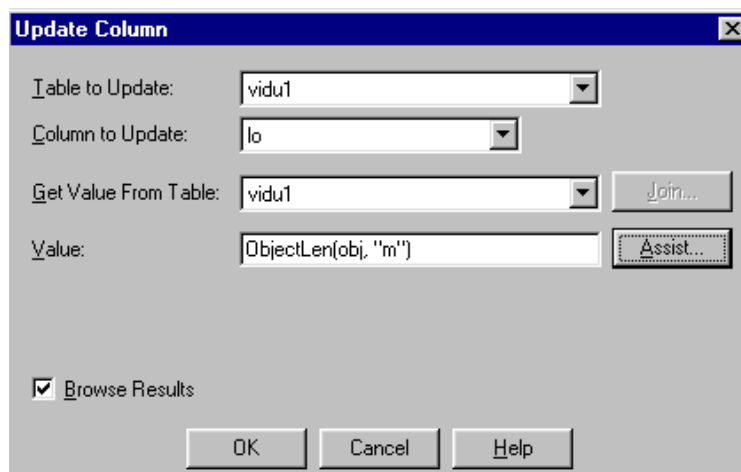 Update Column
Table to Update: vidu1
Column to Update: lo
Get Value From Table: vidu1 Join...
Value: ObjectLen(obj, "m") Assist...
Browse Results
OK Cancel Help